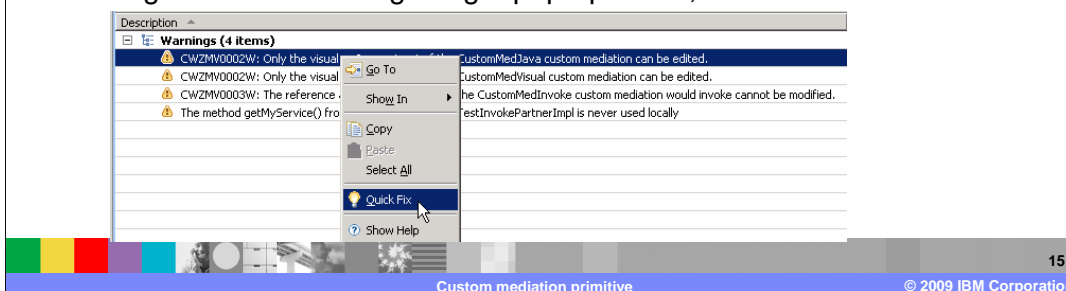 Description
Warnings (4 items)
CWZMV0002W: Only the visual CustomMedJava custom mediation can be edited.
CWZMV0002W: Only the visual CustomMedVisual custom mediation can be edited.
CWZMV0003W: The reference he CustomMedInvoke custom mediation would invoke cannot be modified.
The method getMyService() fro TestInvokePartnerImpl is never used locally
Go To
Show In
Copy
Paste
Select All
Quick Fix
Show Help
15
Custom mediation primitive
© 2009 IBM Corporatio